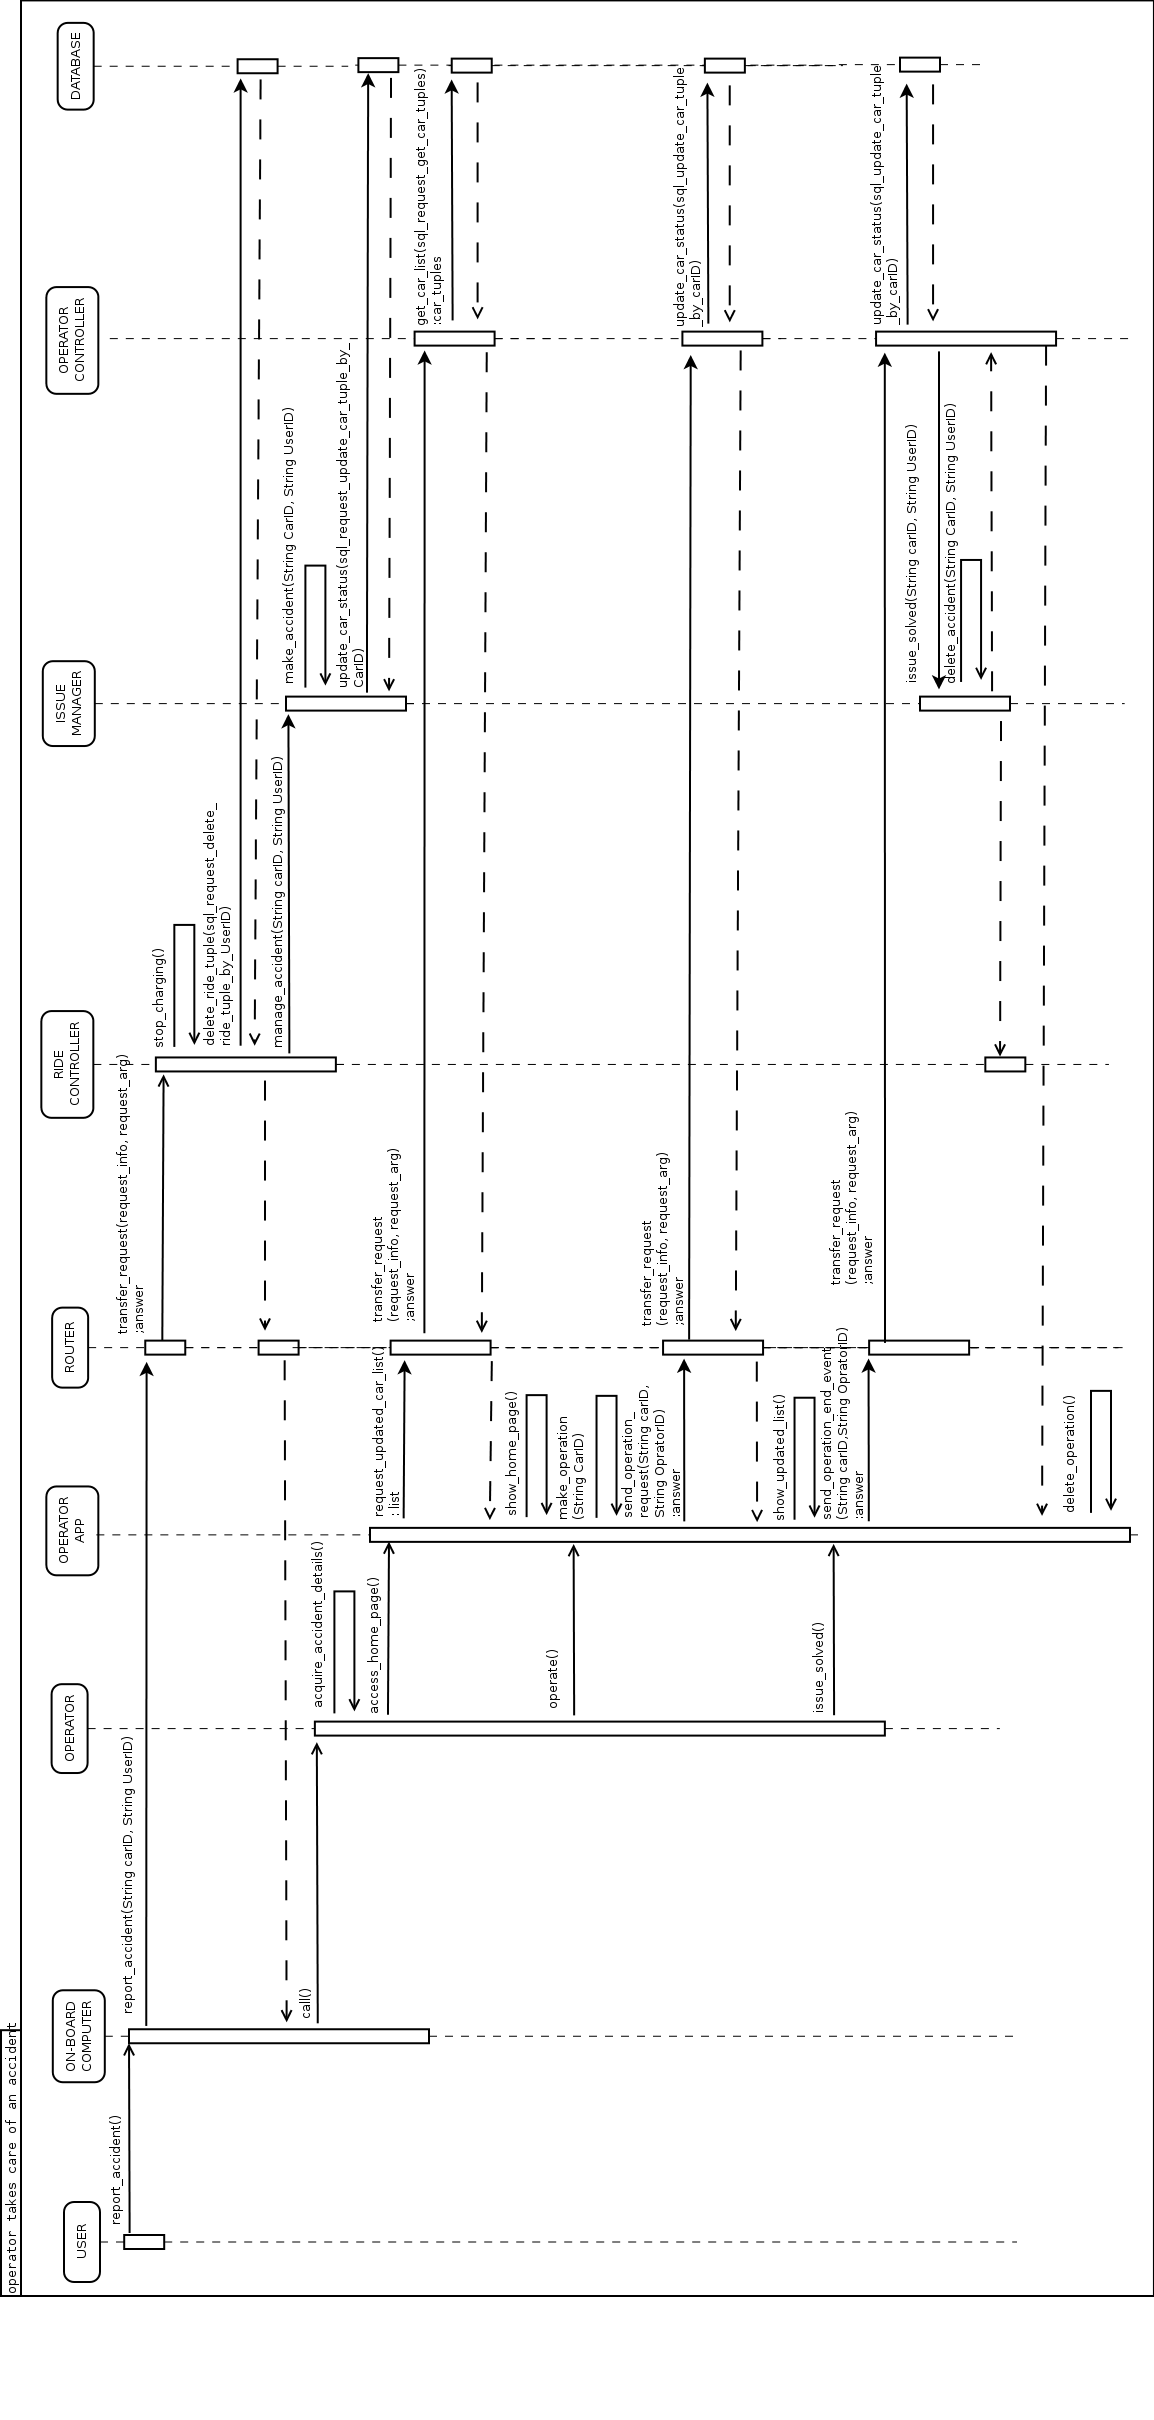 operator takes care of an accident
USER
ON-BOARD
COMPUTER
OPERATOR
OPERATOR
APP
ROUTER
RIDE
CONTROLLER
ISSUE
MANAGER
OPERATOR
CONTROLLER
DATABASE
report_accident()
report_accident(String carID, String UserID)
transfer_request(request_info, request_arg)
:answer
stop_charging()
delete_ride_tuple(sql_request_delete_
ride_tuple_by_UserID)
manage_accident(String carID, String UserID)
make_accident(String CarID, String UserID)
update_car_status(sql_request_update_car_tuple_by_
CarID)
call()
acquire_accident_details()
access_home_page()
request_updated_car_list()
: list
transfer_request
(request_info, request_arg)
:answer
get_car_list(sql_request_get_car_tuples)
:car_tuples
show_home_page()
operate()
make_operation
(String CarID)
send_operation_
request(String carID,
String OpratorID)
:answer
transfer_request
(request_info, request_arg)
:answer
update_car_status(sql_update_car_tuple
_by_carID)
show_updated_list()
issue_solved()
send_operation_end_event
(String carID,String OpratorID)
:answer
transfer_request
(request_info, request_arg)
:answer
update_car_status(sql_update_car_tuple
_by_carID)
issue_solved(String carID, String UserID)
delete_accident(String CarID, String UserID)
delete_operation()